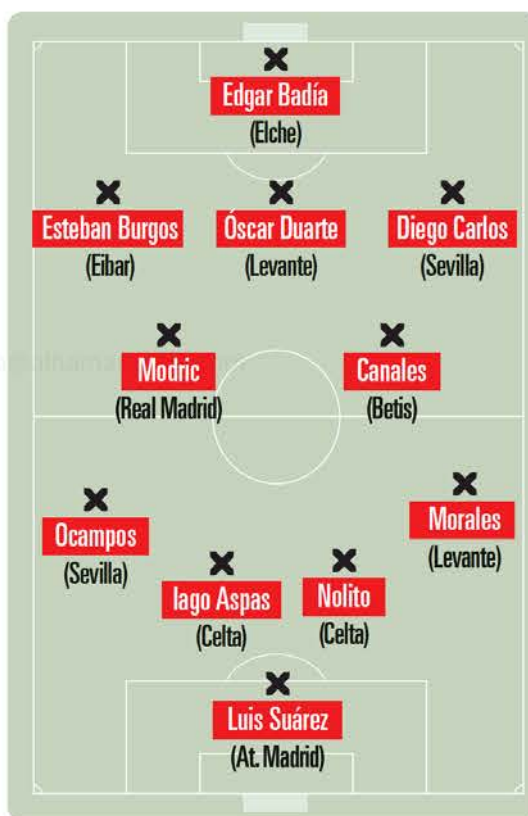 Edgar Badía
(Elche)
Esteban Burgos
(Eibar)
Óscar Duarte
(Levante)
Diego Carlos
(Sevilla)
Modric
(Real Madrid)
Canales
(Betis)
Ocampos
(Sevilla)
Morales
(Levante)
Iago Aspas
(Celta)
Nolito
(Celta)
Luis Suárez
(At. Madrid)